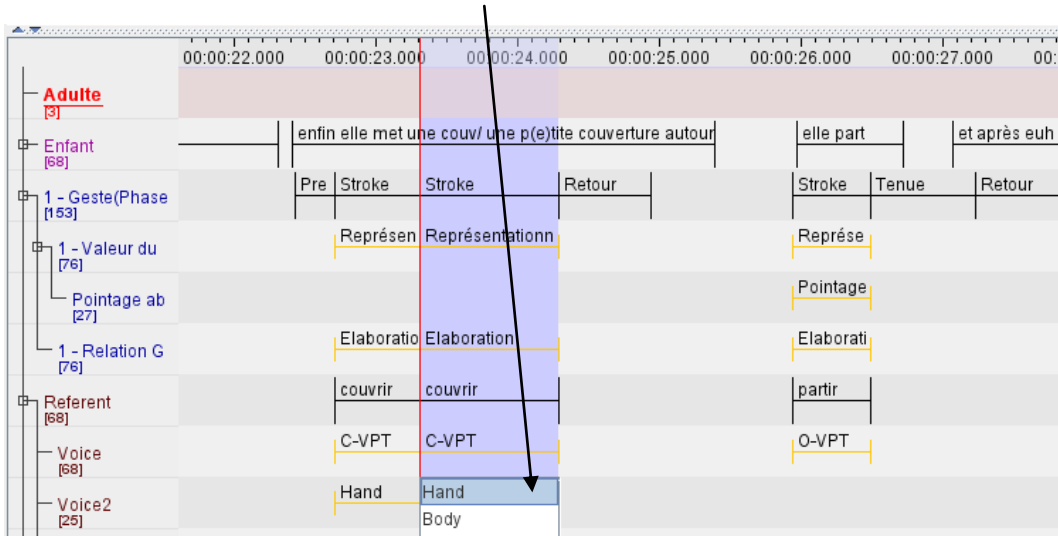 00:00:22.000 00:00:23.000 00:00:24.000 00:00:25.000 00:00:26.000 00:00:27.000 00:
Adulte
[3]
Enfant enfin elle met une couv/ une p(e)tite couverture autour elle part et après euh
[68]
1 - Geste(Phase Pre Stroke Stroke Retour Stroke Tenue Retour
[153]
1 - Valeur du Représen Représentationn Représe
[76]
Pointage ab Pointage
[27]
1 - Relation G Elaboratio Elaboration Elaborati
[76]
Referent couvrir couvrir partir
[68]
Voice C-VPT C-VPT O-VPT
[68]
Voice2 Hand Hand
[25]
Body